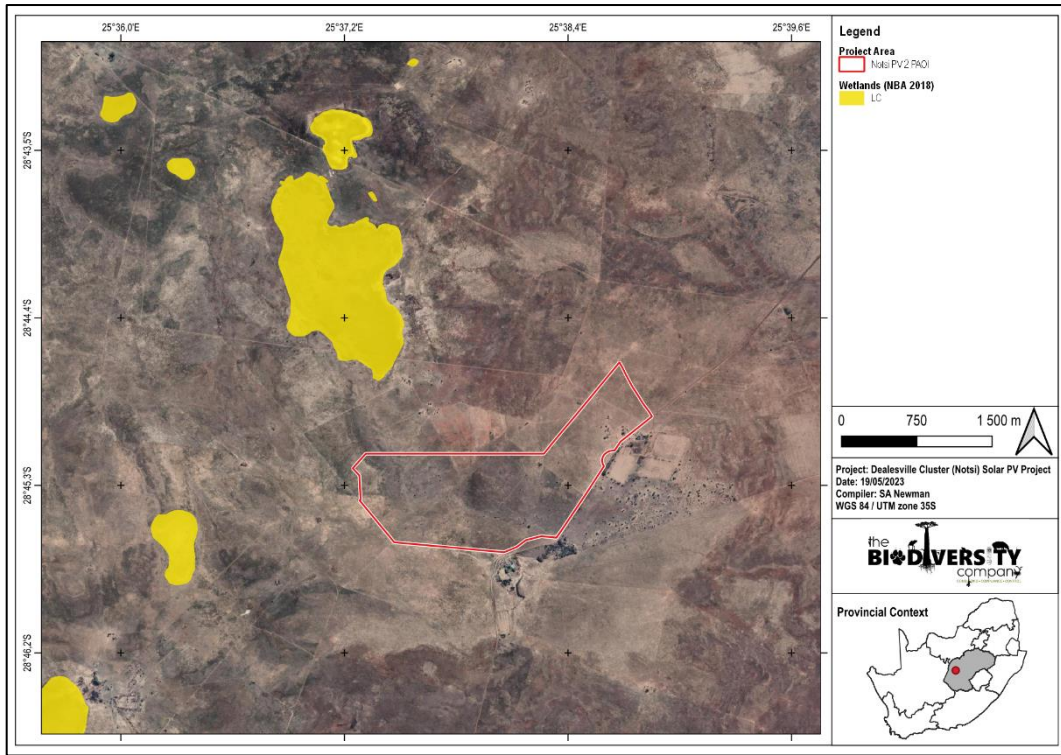 25°36,0'E 25°37,2'E 25°38,4'E 25°39,6'E
28°43,5'S
28°44,4'S
28°45,3'S
28°46,2'S
Legend
Project Area
Notsi PV2 PAOI
Wetlands (NBA 2018)
LC
0 750 1 500 m
Project: Dealesville Cluster (Notsi) Solar PV Project
Date: 19/05/2023
Compiler: SA Newman
WGS 84 / UTM zone 35S
the
BIODIVERSITY
company
Provincial Context